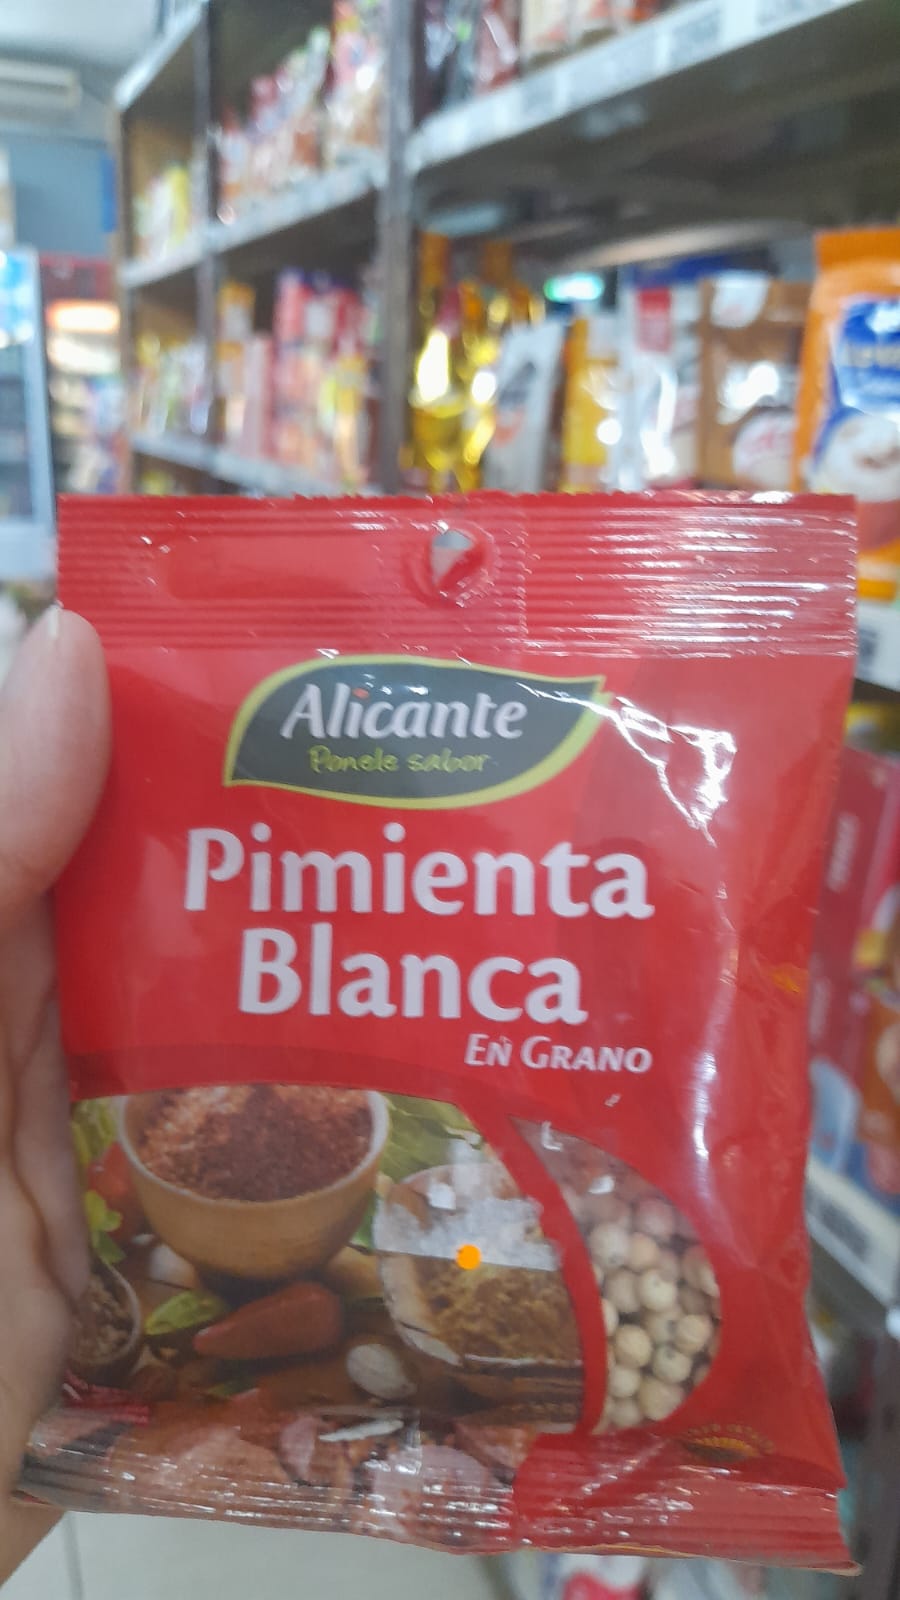 Alicante
Ponele sabor
Pimienta
Blanca
EN GRANO